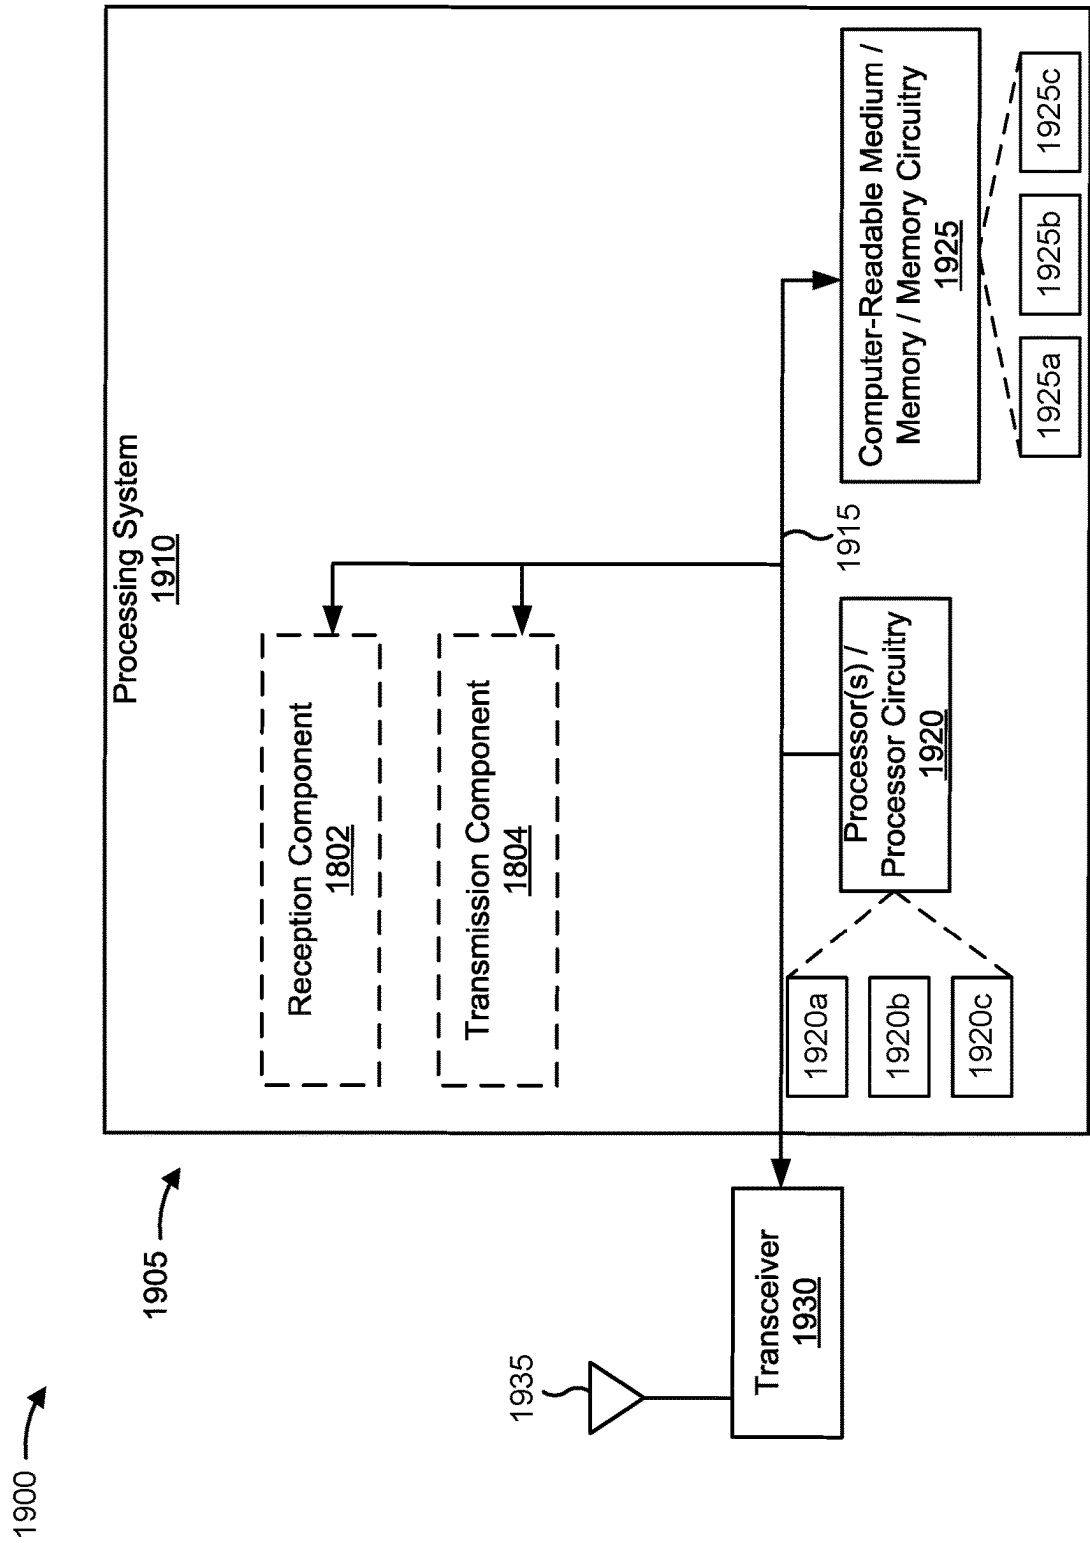 1900
1905
Processing System
1910
Reception Component
1802
Transmission Component
1804
1935
Transceiver
1930
1920a
1920b
1920c
Processor(s) /
Processor Circuitry
1920
1915
Computer-Readable Medium /
Memory / Memory Circuitry
1925
1925a
1925b
1925c